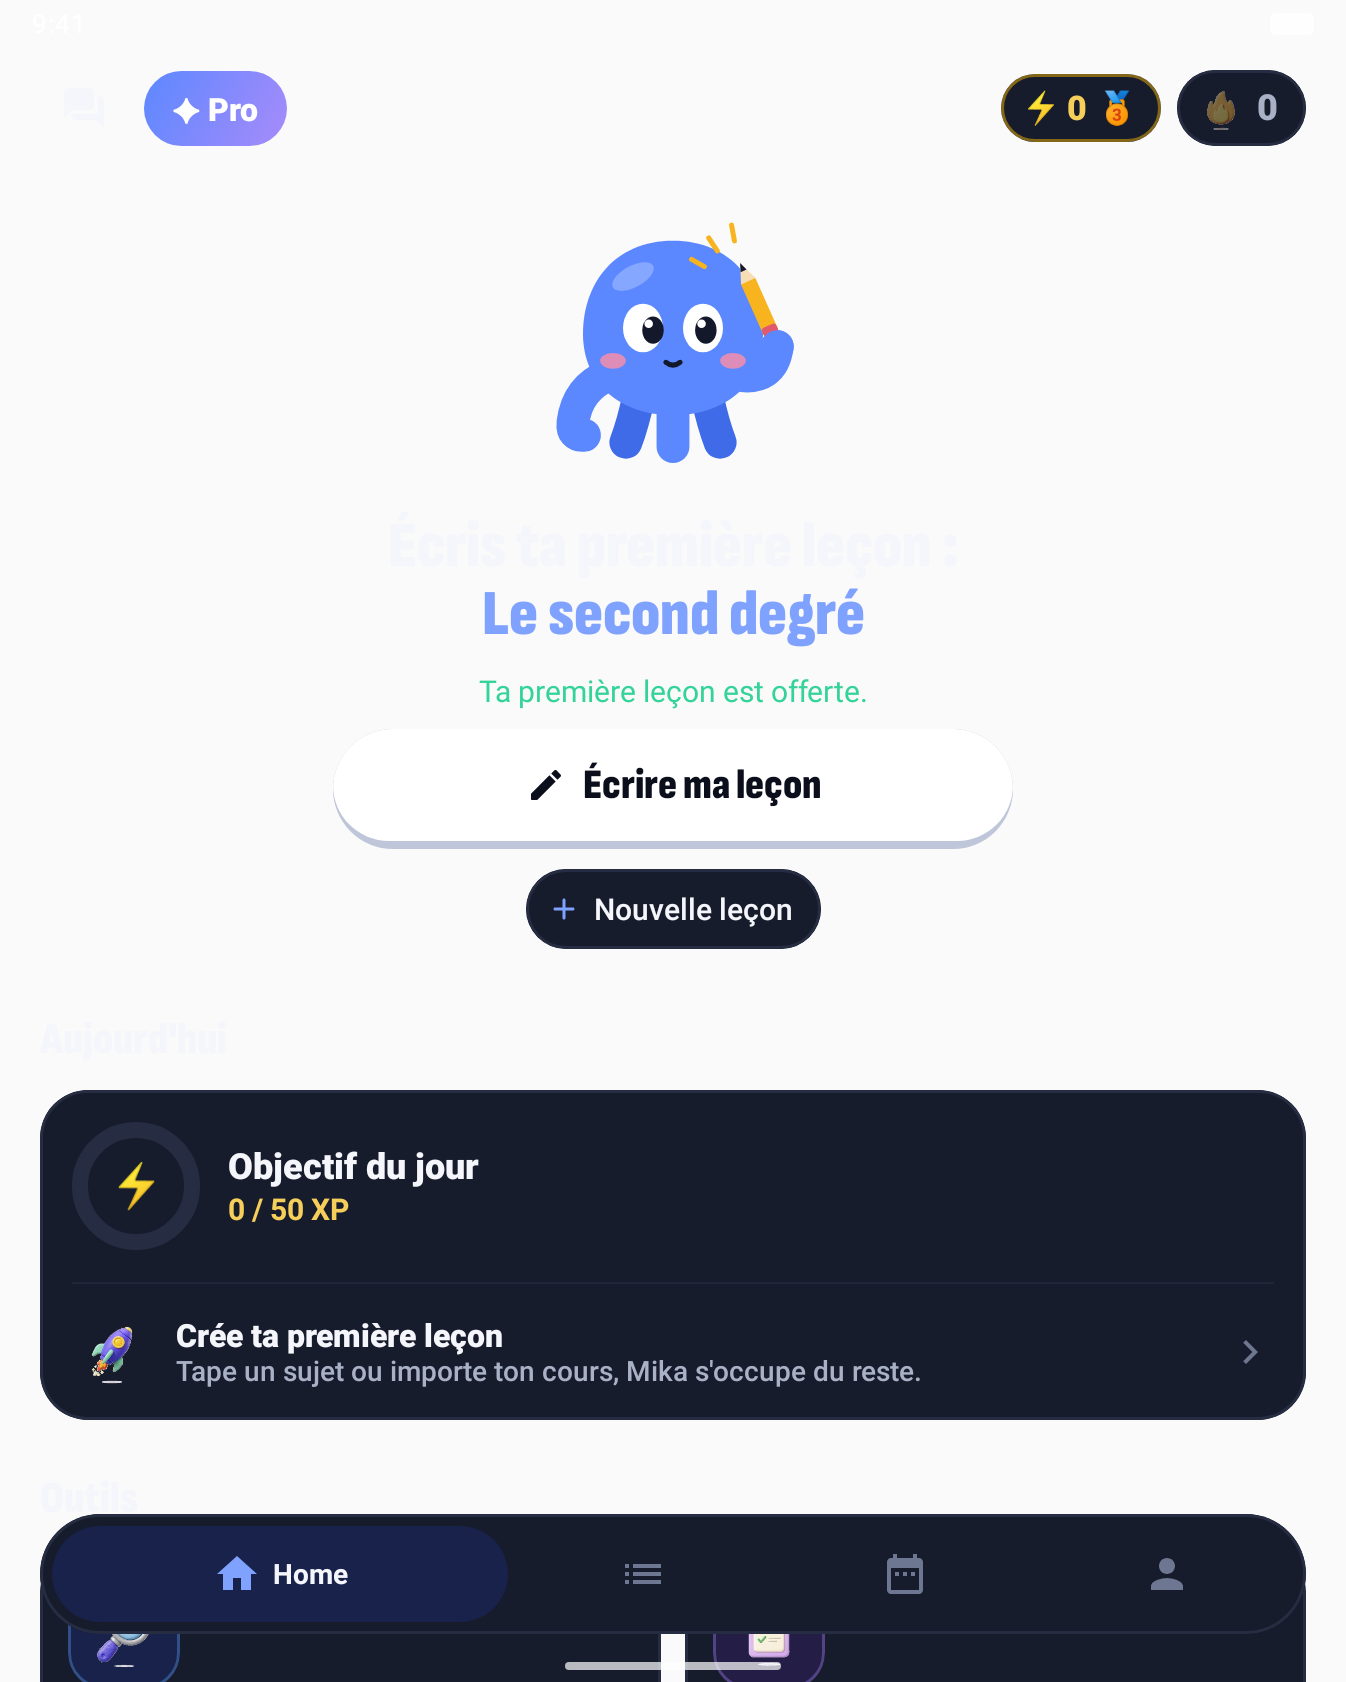 9:41
Pro
0
0
Écris ta première leçon :
Le second degré
Ta première leçon est offerte.
Écrire ma leçon
Nouvelle leçon
Aujourd'hui
Objectif du jour
0 / 50 XP
Crée ta première leçon
Tape un sujet ou importe ton cours, Mika s'occupe du reste.
Outils
Home